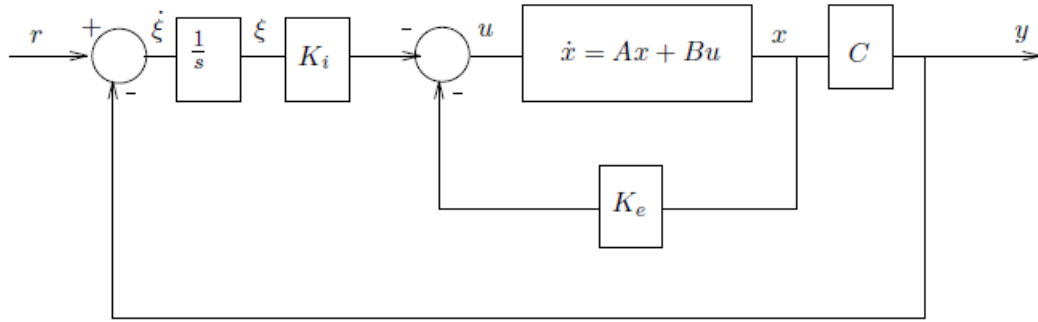 r
+
-
ξ̇
1/s
ξ
K_i
-
-
u
ẋ = Ax + Bu
x
C
y
K_e